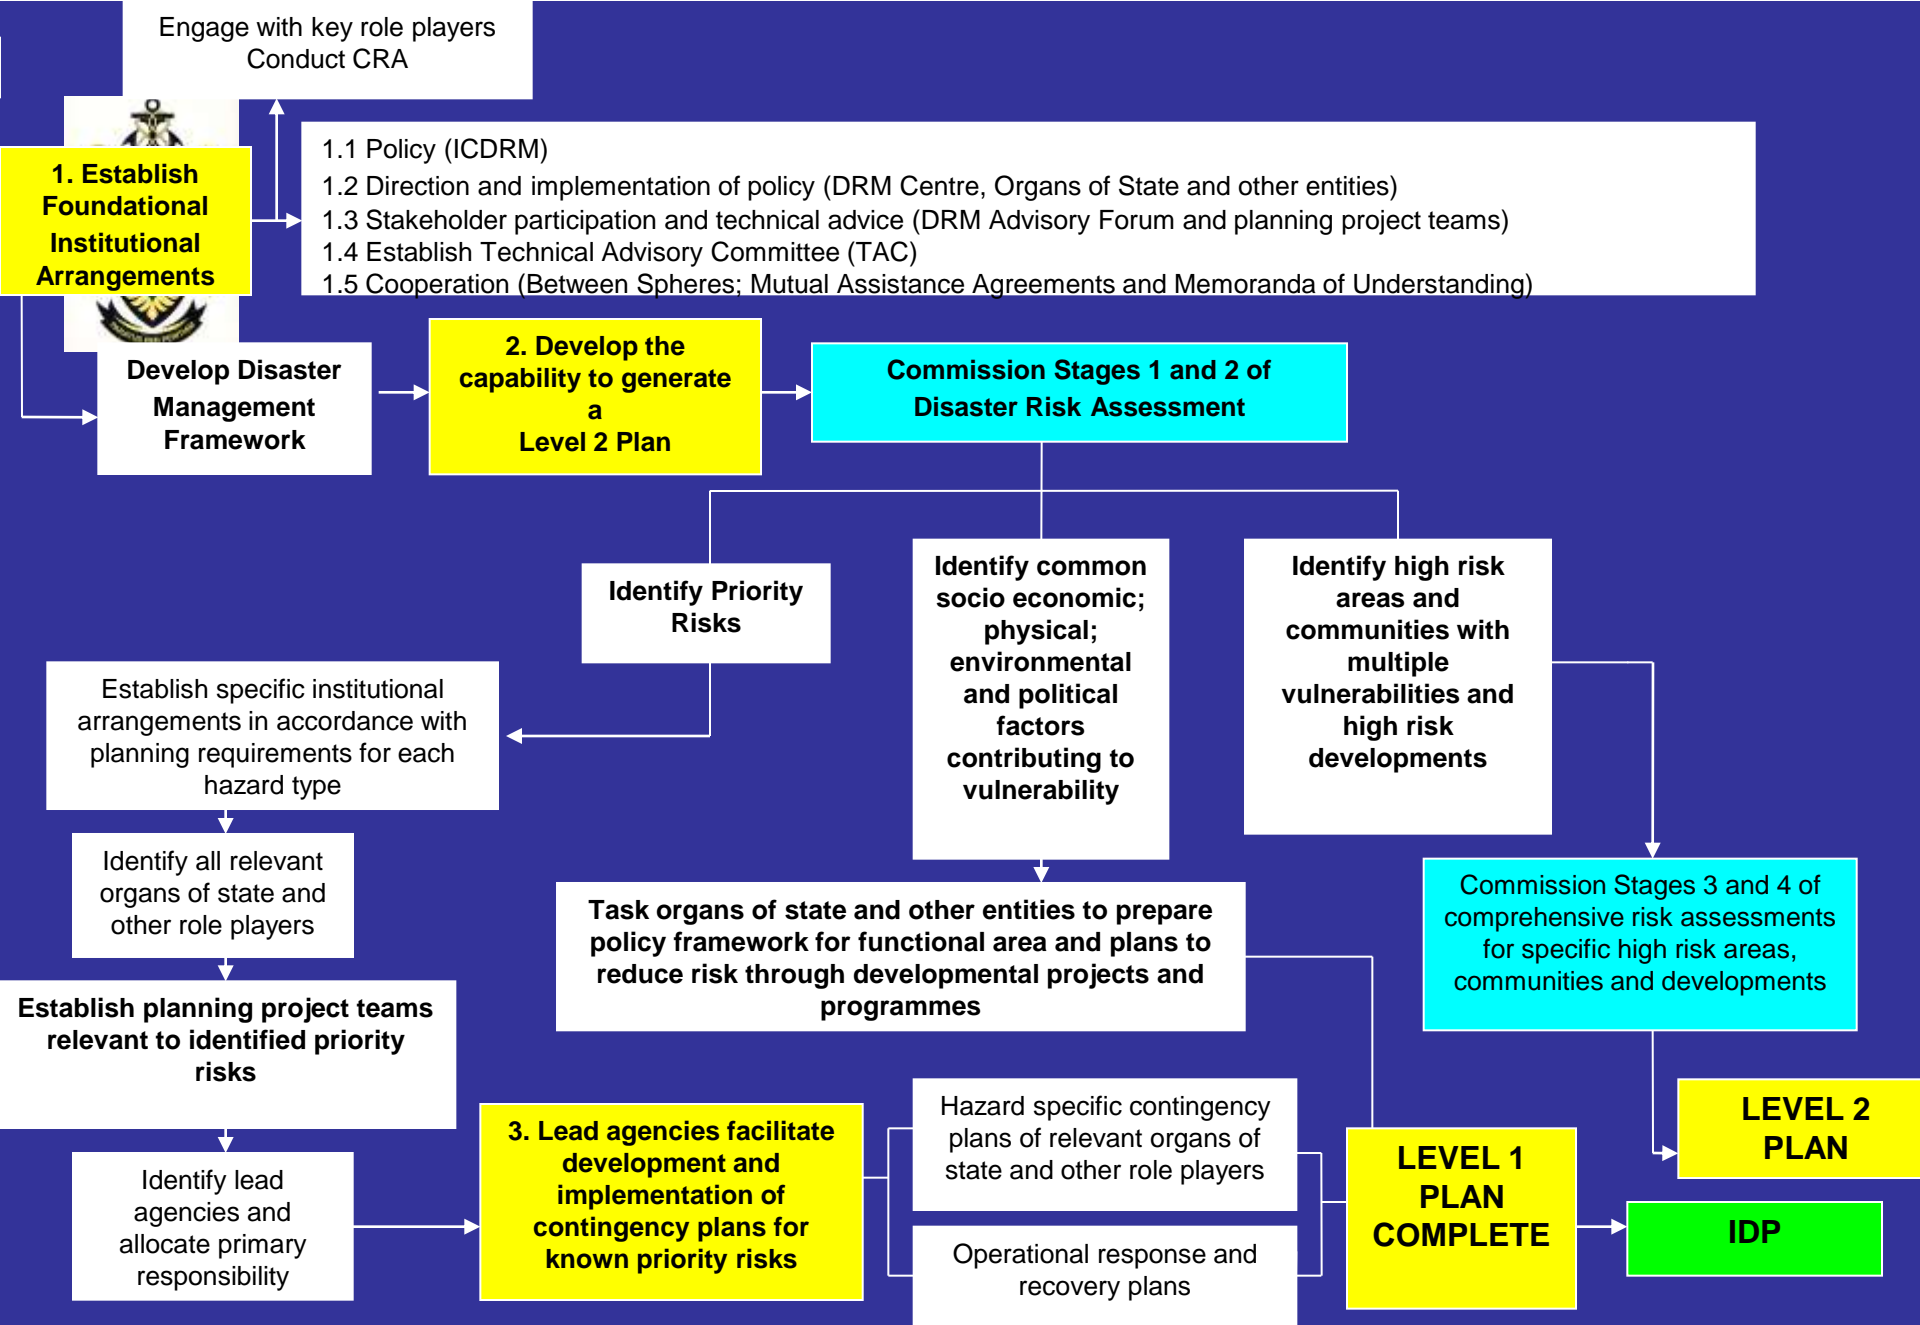 Engage with key role players
Conduct CRA
1. Establish
Foundational
Institutional
Arrangements
1.1 Policy (ICDRM)
1.2 Direction and implementation of policy (DRM Centre, Organs of State and other entities)
1.3 Stakeholder participation and technical advice (DRM Advisory Forum and planning project teams)
1.4 Establish Technical Advisory Committee (TAC)
1.5 Cooperation (Between Spheres; Mutual Assistance Agreements and Memoranda of Understanding)
Develop Disaster
Management
Framework
2. Develop the
capability to generate
a
Level 2 Plan
Commission Stages 1 and 2 of
Disaster Risk Assessment
Identify Priority
Risks
Identify common
socio economic;
physical;
environmental
and political
factors
contributing to
vulnerability
Identify high risk
areas and
communities with
multiple
vulnerabilities and
high risk
developments
Establish specific institutional
arrangements in accordance with
planning requirements for each
hazard type
Identify all relevant
organs of state and
other role players
Establish planning project teams
relevant to identified priority
risks
Identify lead
agencies and
allocate primary
responsibility
Task organs of state and other entities to prepare
policy framework for functional area and plans to
reduce risk through developmental projects and
programmes
Commission Stages 3 and 4 of
comprehensive risk assessments
for specific high risk areas,
communities and developments
3. Lead agencies facilitate
development and
implementation of
contingency plans for
known priority risks
Hazard specific contingency
plans of relevant organs of
state and other role players
Operational response and
recovery plans
LEVEL 1
PLAN
COMPLETE
LEVEL 2
PLAN
IDP